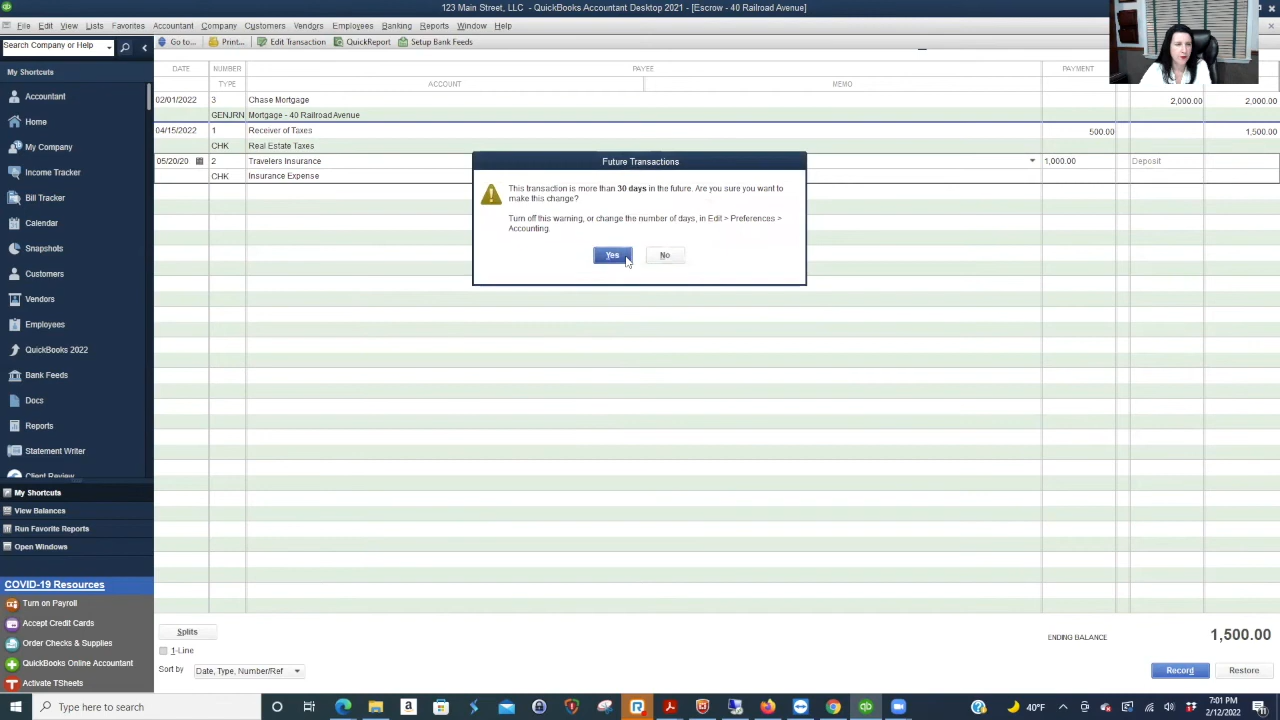 123 Main Street, LLC - QuickBooks Accountant Desktop 2021 - [Escrow - 40 Railroad Avenue]
File Edit View Lists Favorites Accountant Company Customers Vendors Employees Banking Reports Window Help
Search Company or Help
Go to... Print... Edit Transaction QuickReport Setup Bank Feeds
My Shortcuts
Accountant
Home
My Company
Income Tracker
Bill Tracker
Calendar
Snapshots
Customers
Vendors
Employees
QuickBooks 2022
Bank Feeds
Docs
Reports
Statement Writer
Client Review
My Shortcuts
View Balances
Run Favorite Reports
Open Windows
COVID-19 Resources
Turn on Payroll
Accept Credit Cards
Order Checks & Supplies
QuickBooks Online Accountant
Activate TSheets
DATE NUMBER PAYEE PAYMENT
TYPE ACCOUNT MEMO
02/01/2022 3 Chase Mortgage 2,000.00 2,000.00
GENJRN Mortgage - 40 Railroad Avenue
04/15/2022 1 Receiver of Taxes 500.00 1,500.00
CHK Real Estate Taxes
05/20/20 2 Travelers Insurance 1,000.00 Deposit
CHK Insurance Expense
Future Transactions
This transaction is more than 30 days in the future. Are you sure you want to
make this change?
Turn off this warning, or change the number of days, in Edit > Preferences >
Accounting.
Yes No
Splits
ENDING BALANCE 1,500.00
1-Line
Sort by Date, Type, Number/Ref
Record Restore
Type here to search
40°F
7:01 PM
2/12/2022